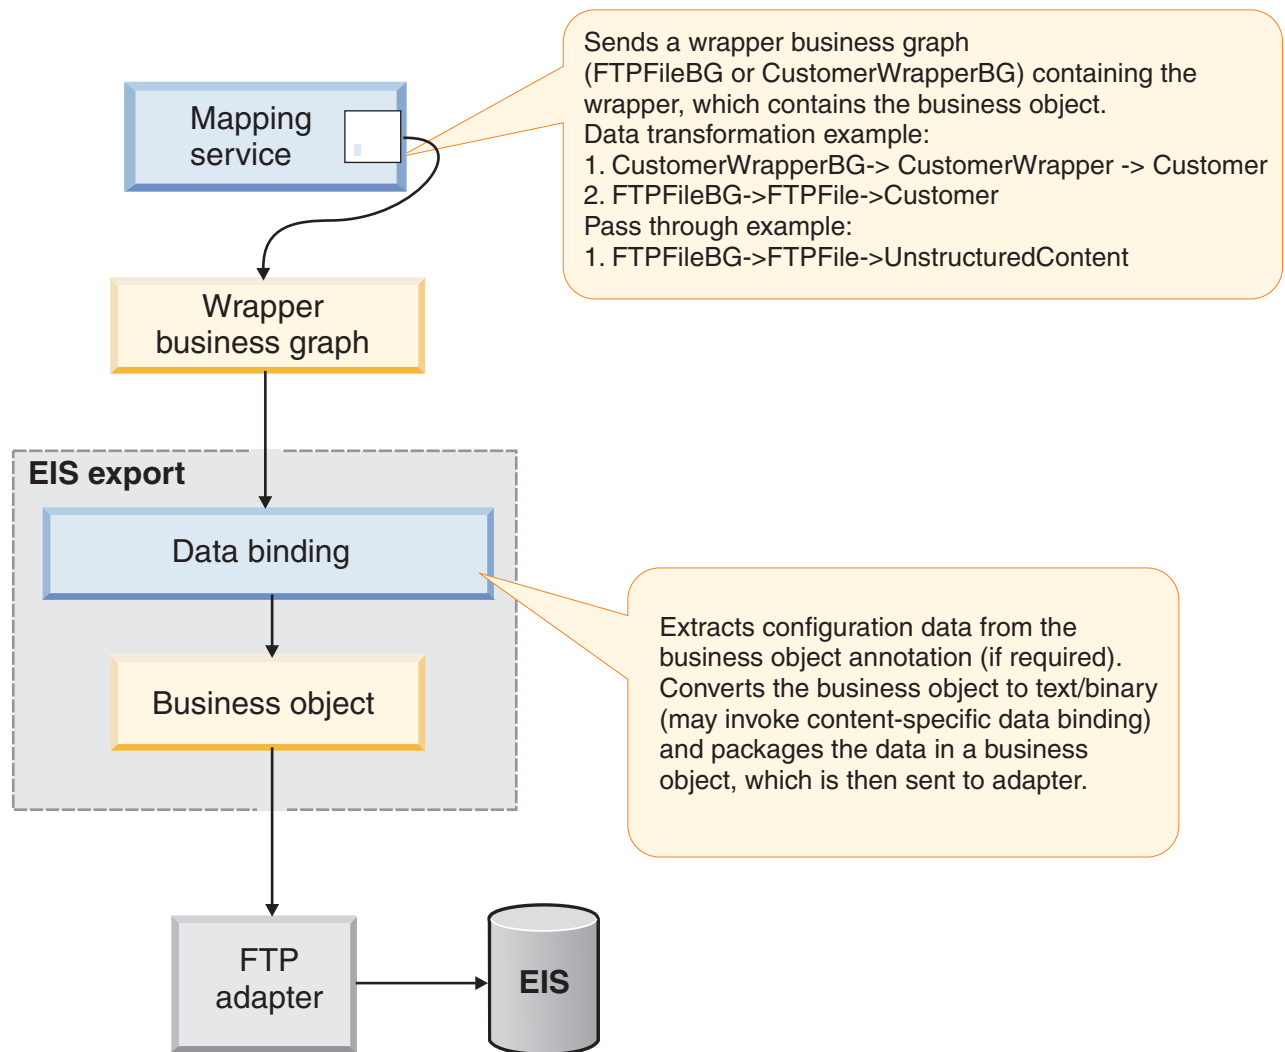 Sends a wrapper business graph
(FTPFileBG or CustomerWrapperBG) containing the
wrapper, which contains the business object.
Data transformation example:
1. CustomerWrapperBG-> CustomerWrapper -> Customer
2. FTPFileBG->FTPFile->Customer
Pass through example:
1. FTPFileBG->FTPFile->UnstructuredContent
Mapping
service
Wrapper
business graph
EIS export
Data binding
Business object
Extracts configuration data from the
business object annotation (if required).
Converts the business object to text/binary
(may invoke content-specific data binding)
and packages the data in a business
object, which is then sent to adapter.
FTP
adapter
EIS